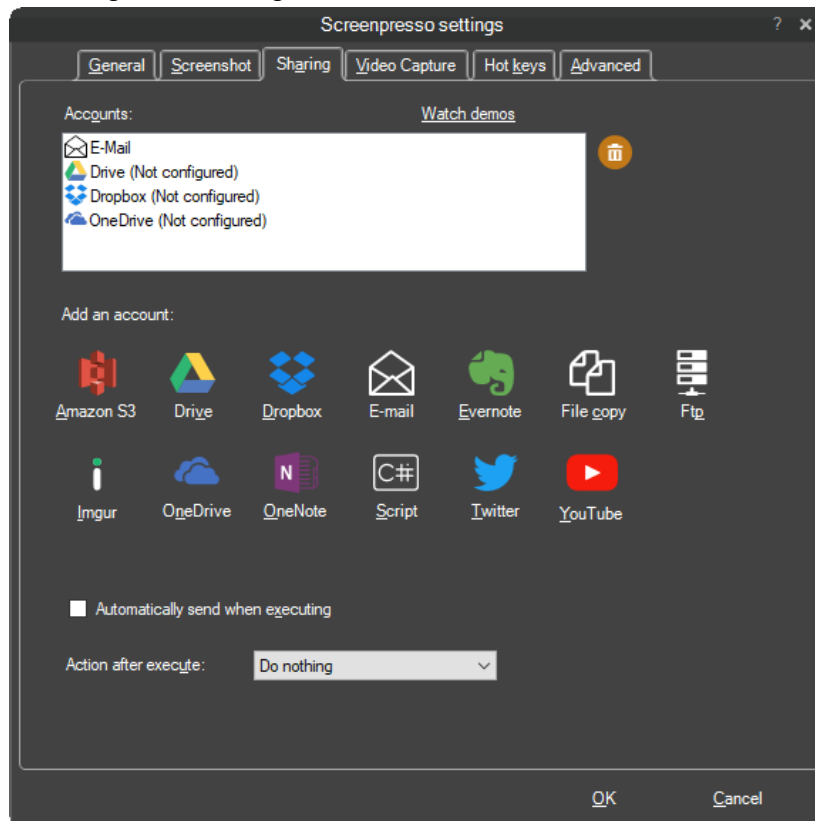 Screenpresso settings
? ×
General Screenshot Sharing Video Capture Hot keys Advanced
Accounts: Watch demos
E-Mail
Drive (Not configured)
Dropbox (Not configured)
OneDrive (Not configured)
Add an account:
Amazon S3 Drive Dropbox E-mail Evernote File copy Ftp
N C#
Imgur OneDrive OneNote Script Twitter YouTube
Automatically send when executing
Action after execute: Do nothing
OK Cancel